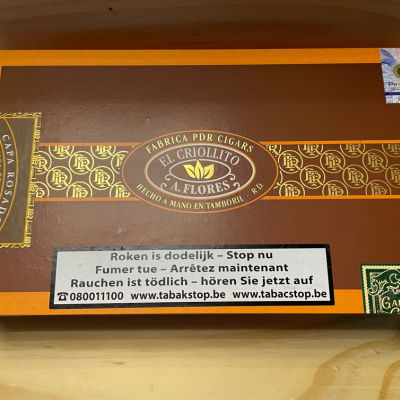 FABRICA PDR CIGARS
EL CRIOLLITO
A. FLORES
HECHO A MANO EN TAMBORIL - R.D.
CAPA ROSADO
Roken is dodelijk – Stop nu
Fumer tue – Arrêtez maintenant
Rauchen ist tödlich – hören Sie jetzt auf
☎080011100 www.tabakstop.be www.tabacstop.be